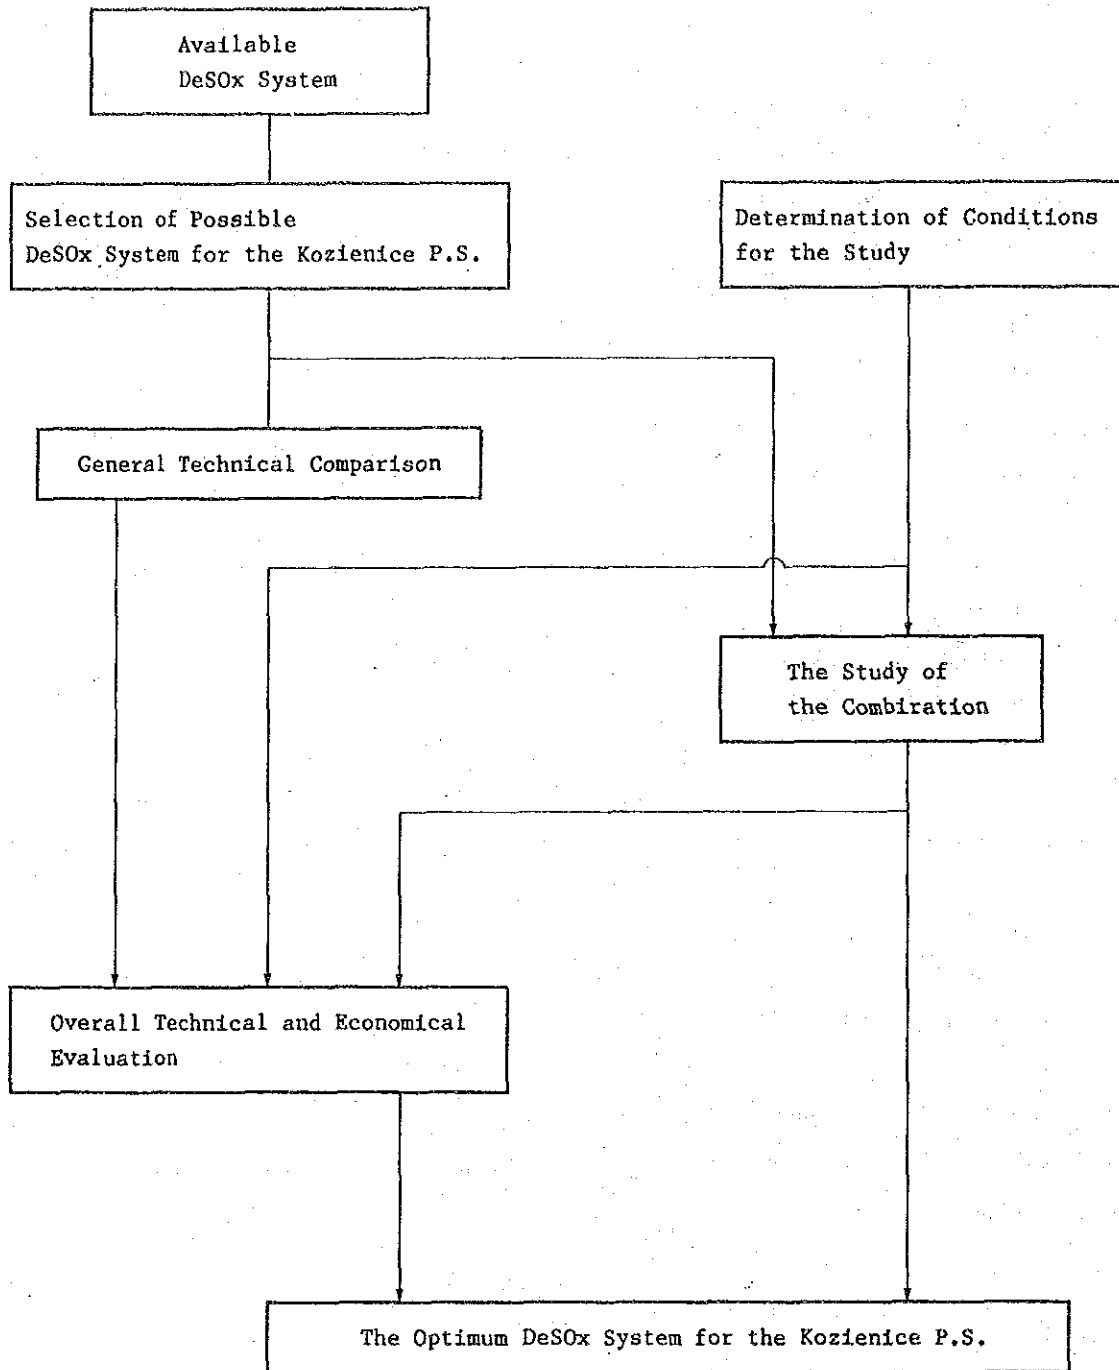 Available
DeSOx System
Selection of Possible
DeSOx System for the Kozienice P.S.
Determination of Conditions
for the Study
General Technical Comparison
The Study of
the Combiration
Overall Technical and Economical
Evaluation
The Optimum DeSOx System for the Kozienice P.S.